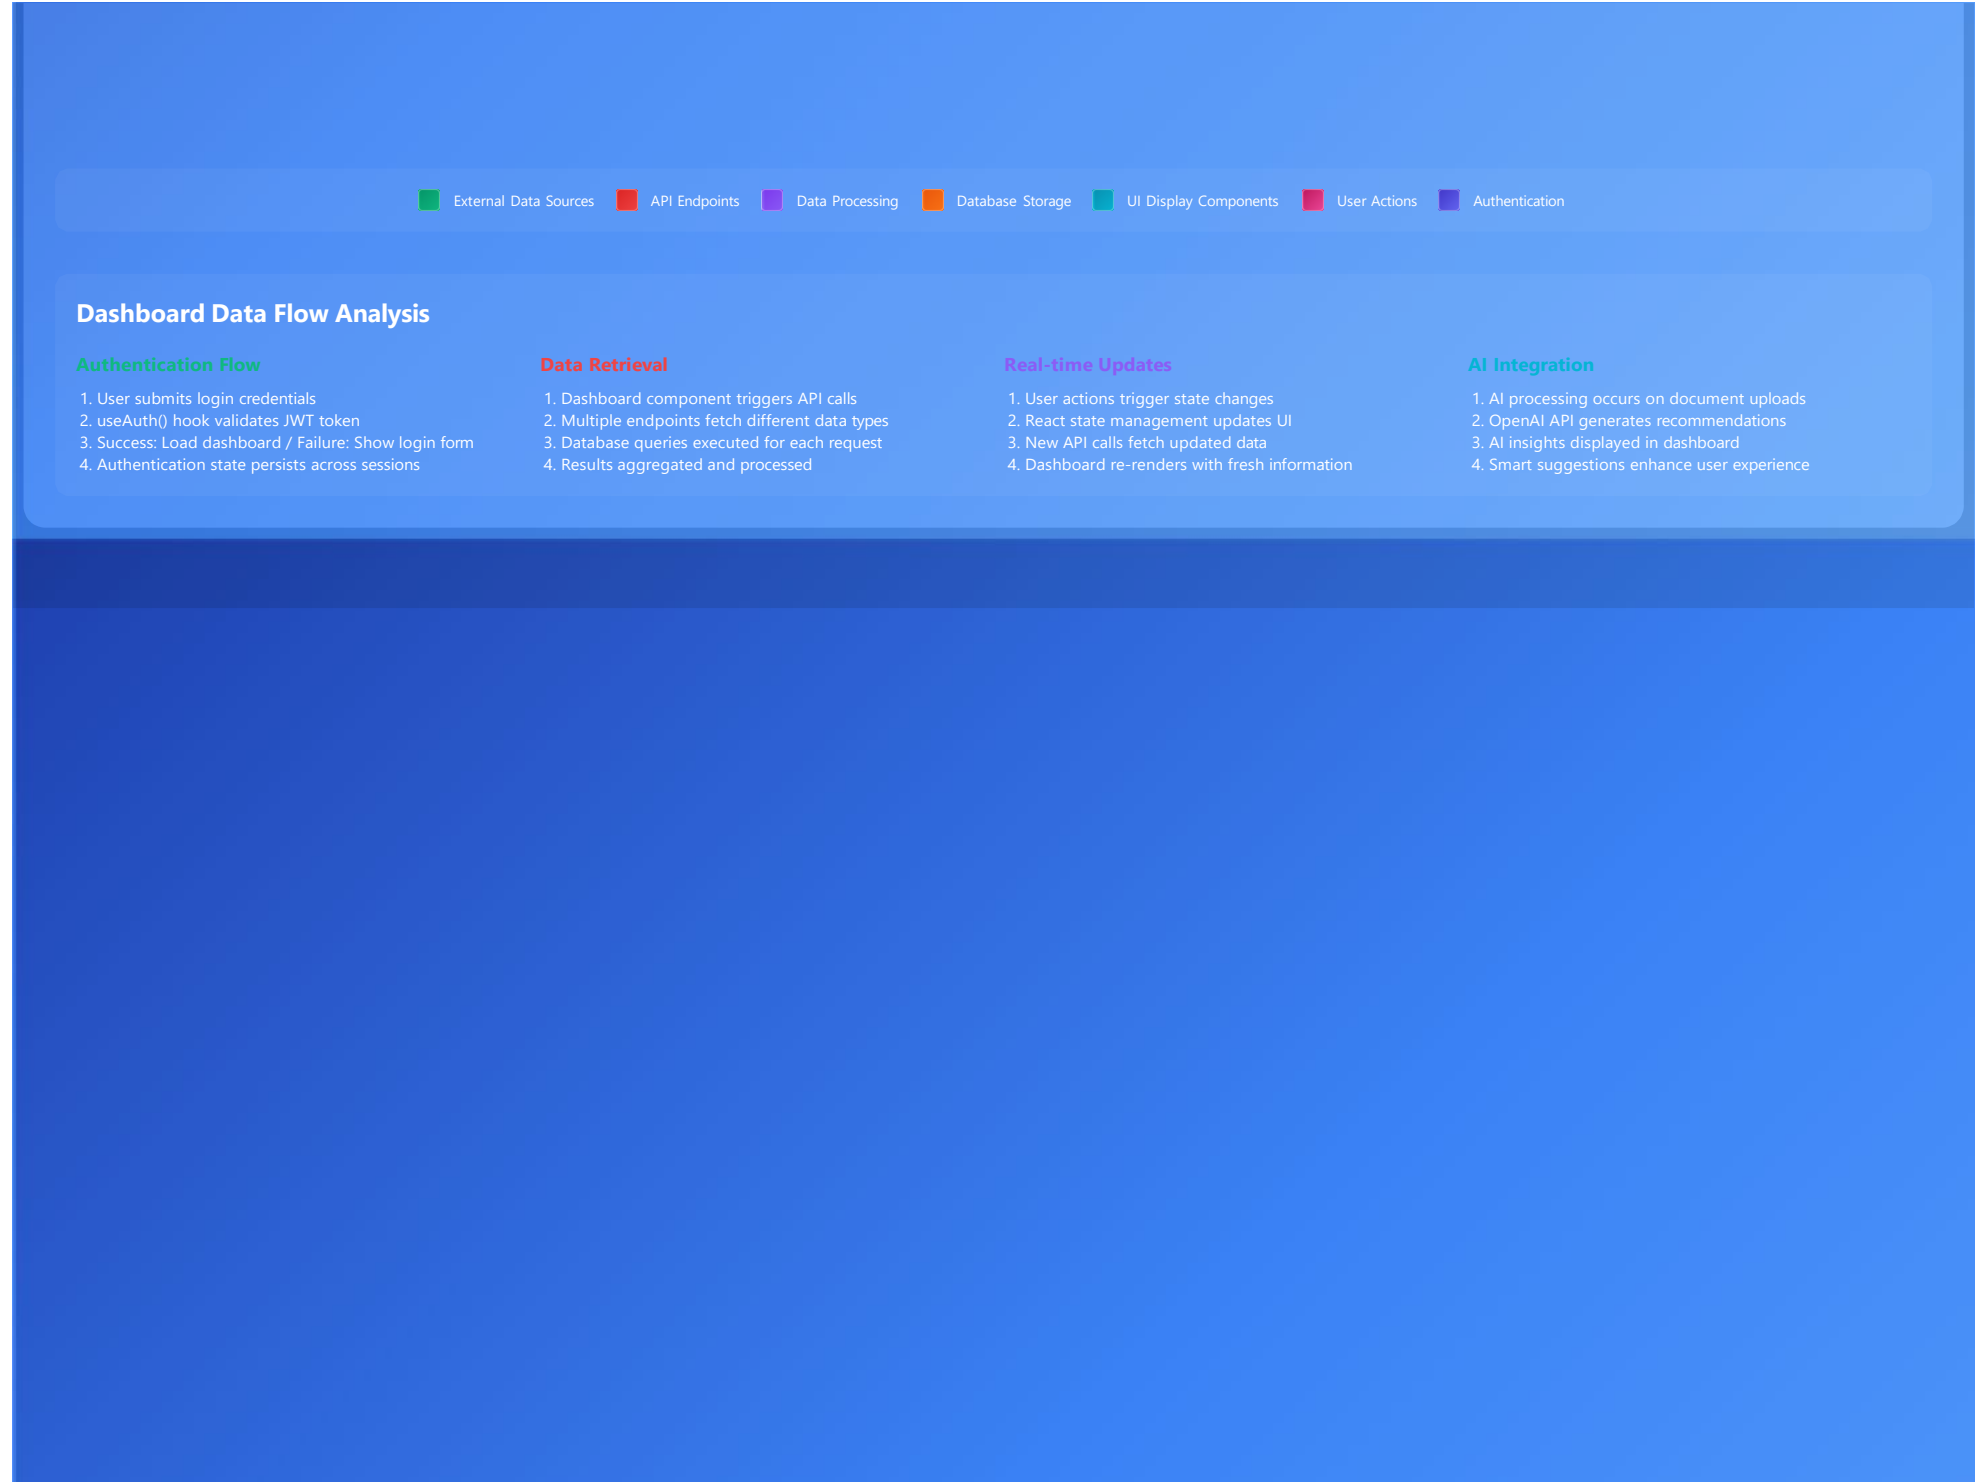 External Data Sources API Endpoints Data Processing Database Storage UI Display Components User Actions Authentication
Dashboard Data Flow Analysis
Authentication Flow
1. User submits login credentials
2. useAuth() hook validates JWT token
3. Success: Load dashboard / Failure: Show login form
4. Authentication state persists across sessions
Data Retrieval
1. Dashboard component triggers API calls
2. Multiple endpoints fetch different data types
3. Database queries executed for each request
4. Results aggregated and processed
Real-time Updates
1. User actions trigger state changes
2. React state management updates UI
3. New API calls fetch updated data
4. Dashboard re-renders with fresh information
AI Integration
1. AI processing occurs on document uploads
2. OpenAI API generates recommendations
3. AI insights displayed in dashboard
4. Smart suggestions enhance user experience